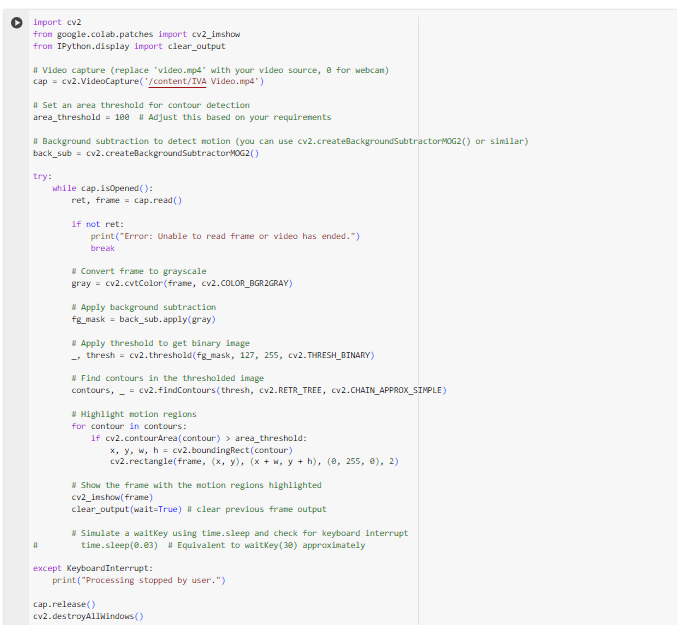 import cv2
from google.colab.patches import cv2_imshow
from IPython.display import clear_output

# Video capture (replace 'video.mp4' with your video source, 0 for webcam)
cap = cv2.VideoCapture('/content/IVA Video.mp4')

# Set an area threshold for contour detection
area_threshold = 100  # Adjust this based on your requirements

# Background subtraction to detect motion (you can use cv2.createBackgroundSubtractorMOG2() or similar)
back_sub = cv2.createBackgroundSubtractorMOG2()

try:
    while cap.isOpened():
        ret, frame = cap.read()

        if not ret:
            print("Error: Unable to read frame or video has ended.")
            break

        # Convert frame to grayscale
        gray = cv2.cvtColor(frame, cv2.COLOR_BGR2GRAY)

        # Apply background subtraction
        fg_mask = back_sub.apply(gray)

        # Apply threshold to get binary image
        _, thresh = cv2.threshold(fg_mask, 127, 255, cv2.THRESH_BINARY)

        # Find contours in the thresholded image
        contours, _ = cv2.findContours(thresh, cv2.RETR_TREE, cv2.CHAIN_APPROX_SIMPLE)

        # Highlight motion regions
        for contour in contours:
            if cv2.contourArea(contour) > area_threshold:
                x, y, w, h = cv2.boundingRect(contour)
                cv2.rectangle(frame, (x, y), (x + w, y + h), (0, 255, 0), 2)

        # Show the frame with the motion regions highlighted
        cv2_imshow(frame)
        clear_output(wait=True) # clear previous frame output

        # Simulate a waitKey using time.sleep and check for keyboard interrupt
#         time.sleep(0.03)  # Equivalent to waitKey(30) approximately

except KeyboardInterrupt:
    print("Processing stopped by user.")

cap.release()
cv2.destroyAllWindows()